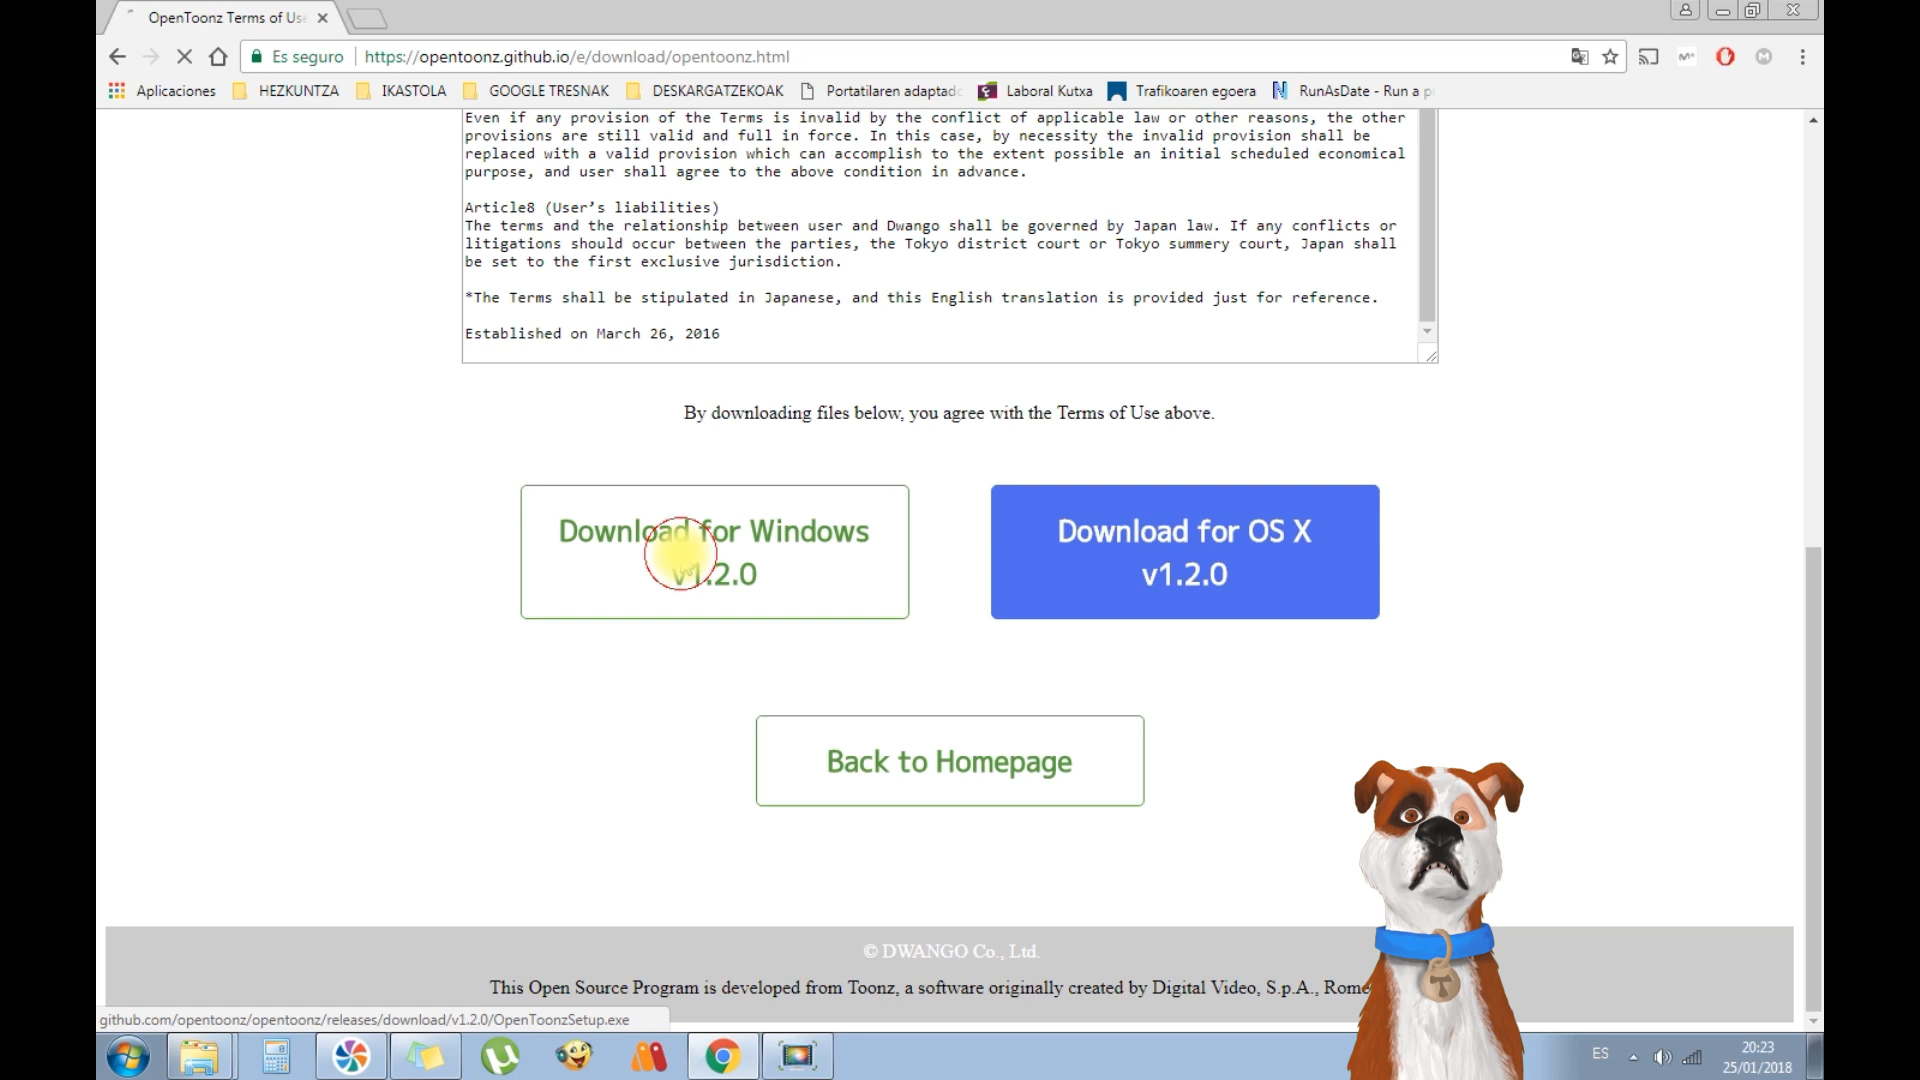 OpenToonz Terms of Use
Es seguro
https://opentoonz.github.io/e/download/opentoonz.html
Aplicaciones HEZKUNTZA IKASTOLA GOOGLE TRESNAK DESKARGATZEKOAK Portatilaren adaptado Laboral Kutxa Trafikoaren egoera RunAsDate - Run a p
Even if any provision of the Terms is invalid by the conflict of applicable law or other reasons, the other
provisions are still valid and full in force. In this case, by necessity the invalid provision shall be
replaced with a valid provision which can accomplish to the extent possible an initial scheduled economical
purpose, and user shall agree to the above condition in advance.
Article8 (User’s liabilities)
The terms and the relationship between user and Dwango shall be governed by Japan law. If any conflicts or
litigations should occur between the parties, the Tokyo district court or Tokyo summery court, Japan shall
be set to the first exclusive jurisdiction.
*The Terms shall be stipulated in Japanese, and this English translation is provided just for reference.
Established on March 26, 2016
By downloading files below, you agree with the Terms of Use above.
Download for Windows
v1.2.0
Download for OS X
v1.2.0
Back to Homepage
© DWANGO Co., Ltd.
This Open Source Program is developed from Toonz, a software originally created by Digital Video, S.p.A., Rome
github.com/opentoonz/opentoonz/releases/download/v1.2.0/OpenToonzSetup.exe
ES
20:23
25/01/2018